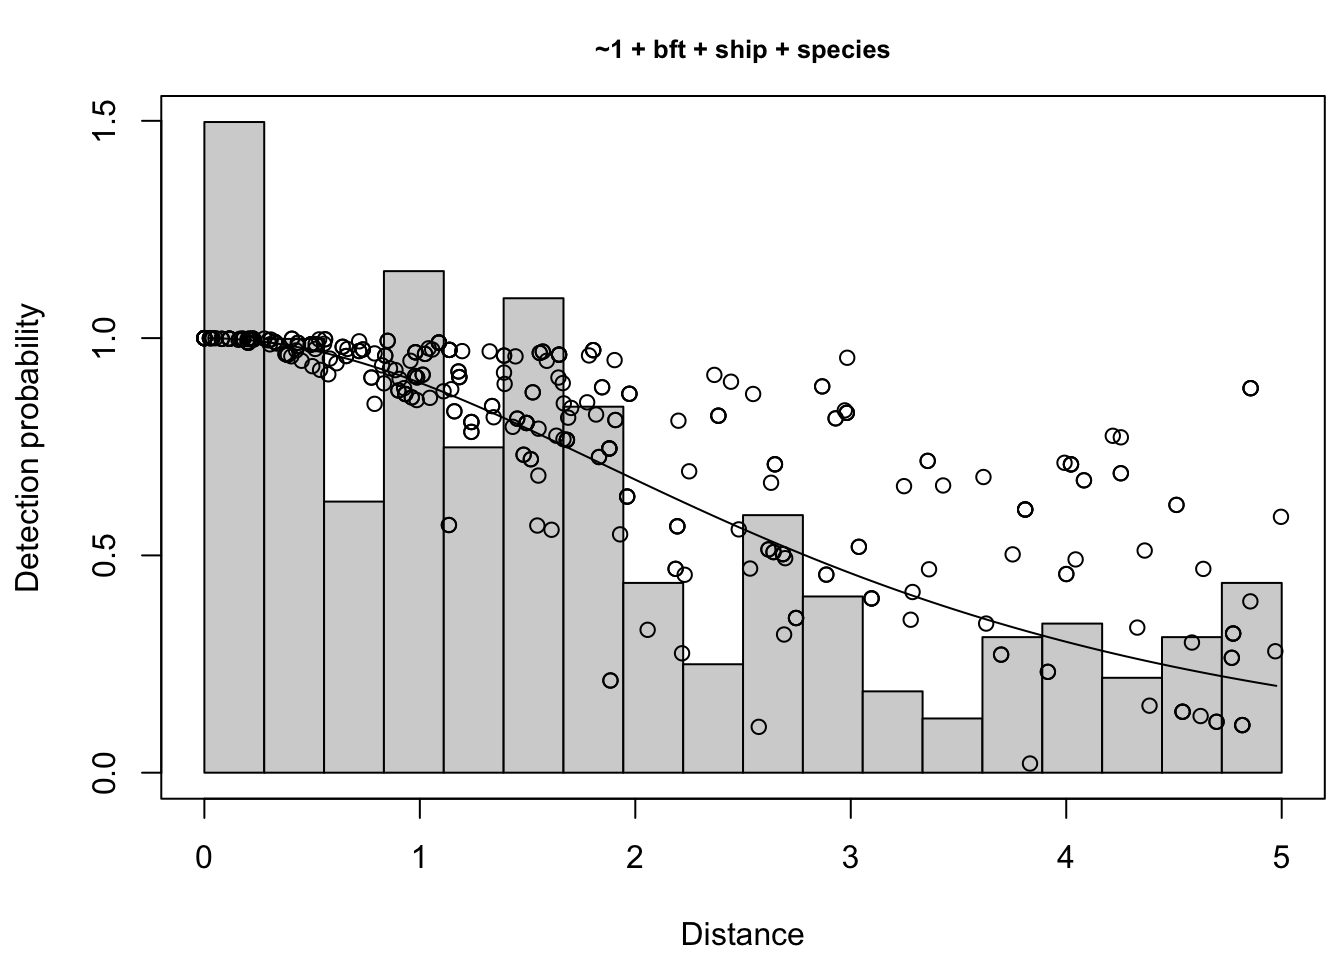 ~1 + bft + ship + species
1.5
1.0
0.5
0.0
Detection probability
0 1 2 3 4 5
Distance